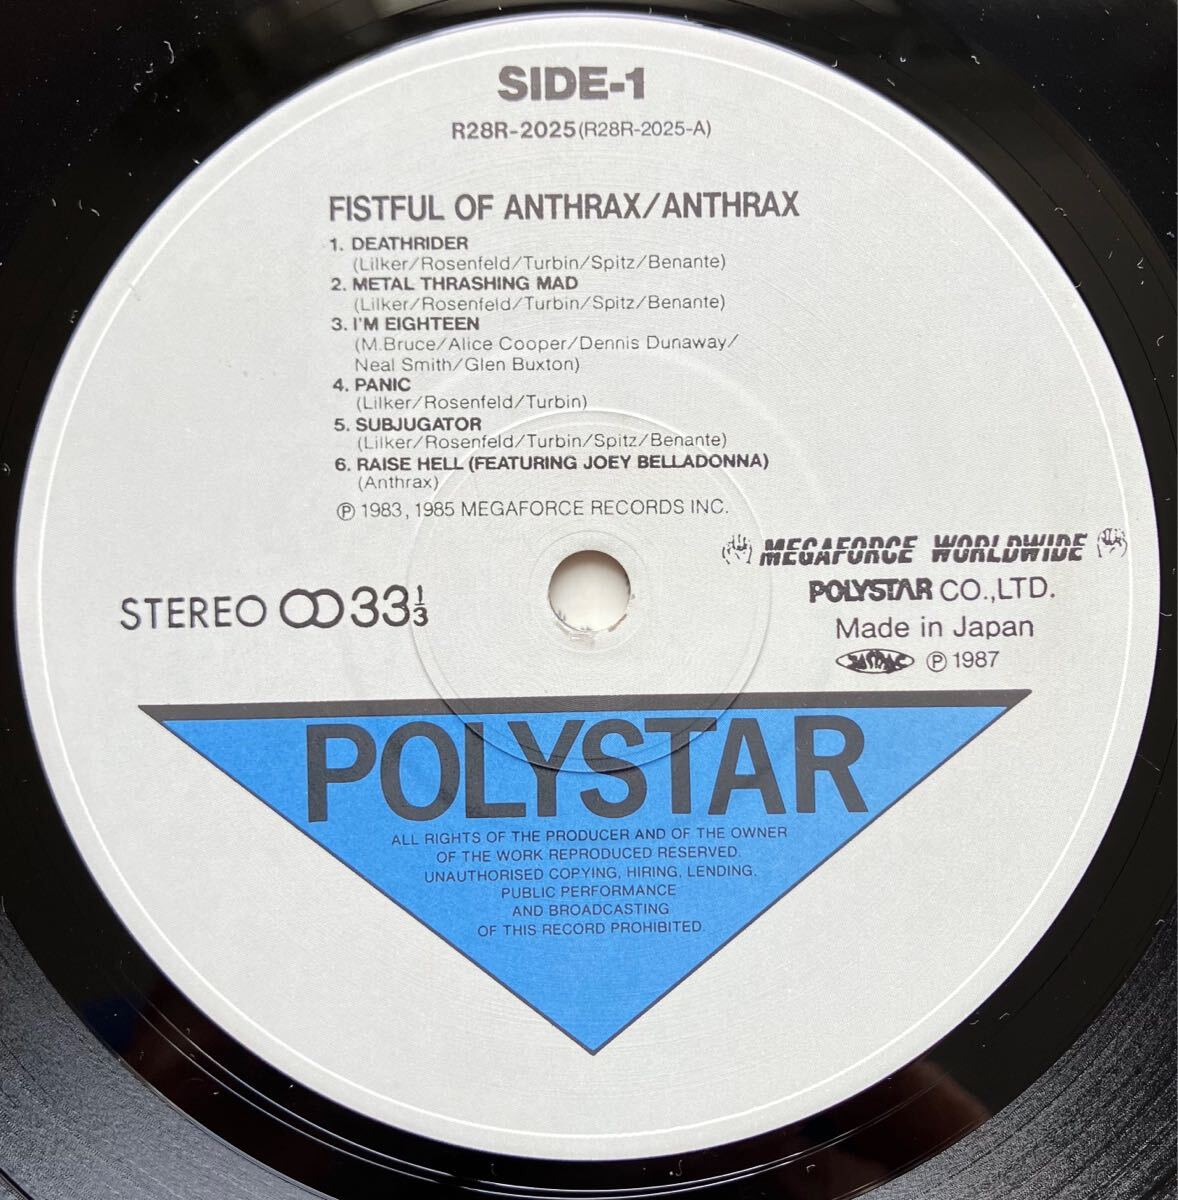 SIDE-1
R28R-2025(R28R-2025-A)
FISTFUL OF ANTHRAX/ANTHRAX
1. DEATHRIDER
(Lilker/Rosenfeld/Turbin/Spitz/Benante)
2. METAL THRASHING MAD
(Lilker/Rosenfeld/Turbin/Spitz/Benante)
3. I'M EIGHTEEN
(M.Bruce/Alice Cooper/Dennis Dunaway/
Neal Smith/Glen Buxton)
4. PANIC
(Lilker/Rosenfeld/Turbin)
5. SUBJUGATOR
(Lilker/Rosenfeld/Turbin/Spitz/Benante)
6. RAISE HELL (FEATURING JOEY BELLADONNA)
(Anthrax)
℗ 1983, 1985 MEGAFORCE RECORDS INC.
MEGAFORCE WORLDWIDE
POLYSTAR CO.,LTD.
STEREO 33 1/3
Made in Japan
JASRAC ℗ 1987
POLYSTAR
ALL RIGHTS OF THE PRODUCER AND OF THE OWNER
OF THE WORK REPRODUCED RESERVED.
UNAUTHORISED COPYING, HIRING, LENDING,
PUBLIC PERFORMANCE
AND BROADCASTING
OF THIS RECORD PROHIBITED.